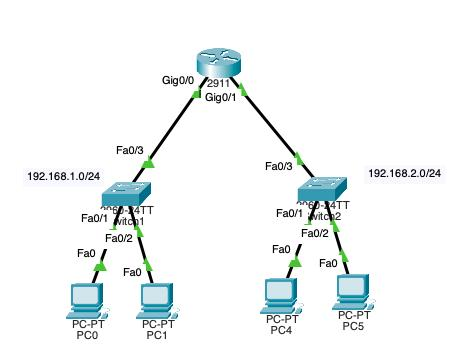 Gig0/0
2911
Gig0/1
Fa0/3
Fa0/3
192.168.1.0/24
192.168.2.0/24
Fa0/1
Fa0/2
Fa0/1
Fa0/2
Fa0
Fa0
Fa0
Fa0
PC-PT
PC0
PC-PT
PC1
PC-PT
PC4
PC-PT
PC5